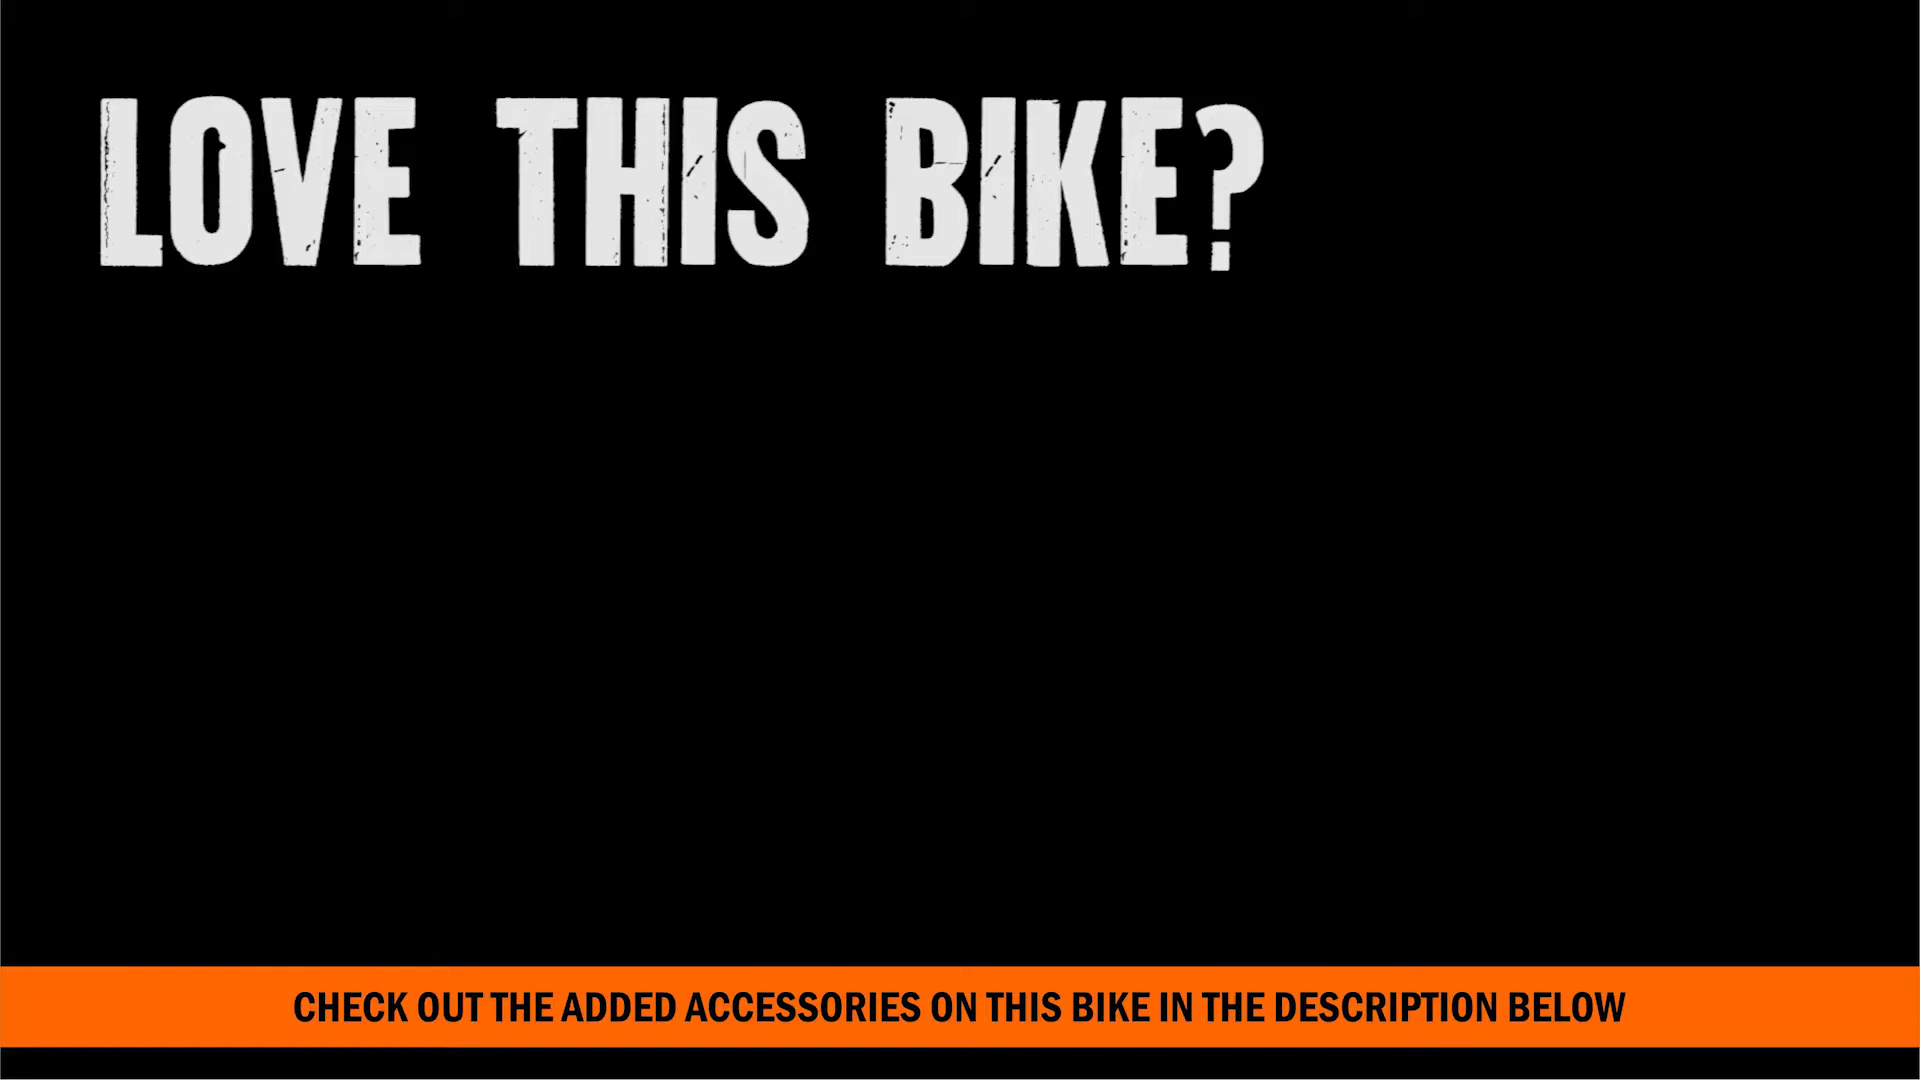 LOVE THIS BIKE?
CHECK OUT THE ADDED ACCESSORIES ON THIS BIKE IN THE DESCRIPTION BELOW